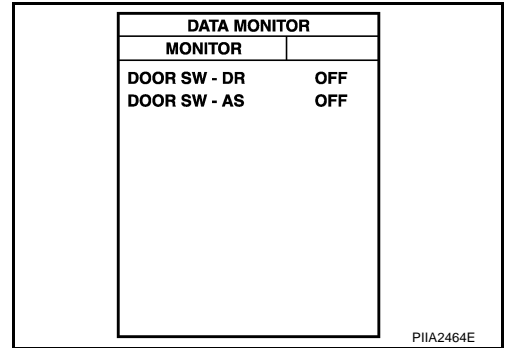 DATA MONITOR
MONITOR
DOOR SW - DR OFF
DOOR SW - AS OFF
PIIA2464E